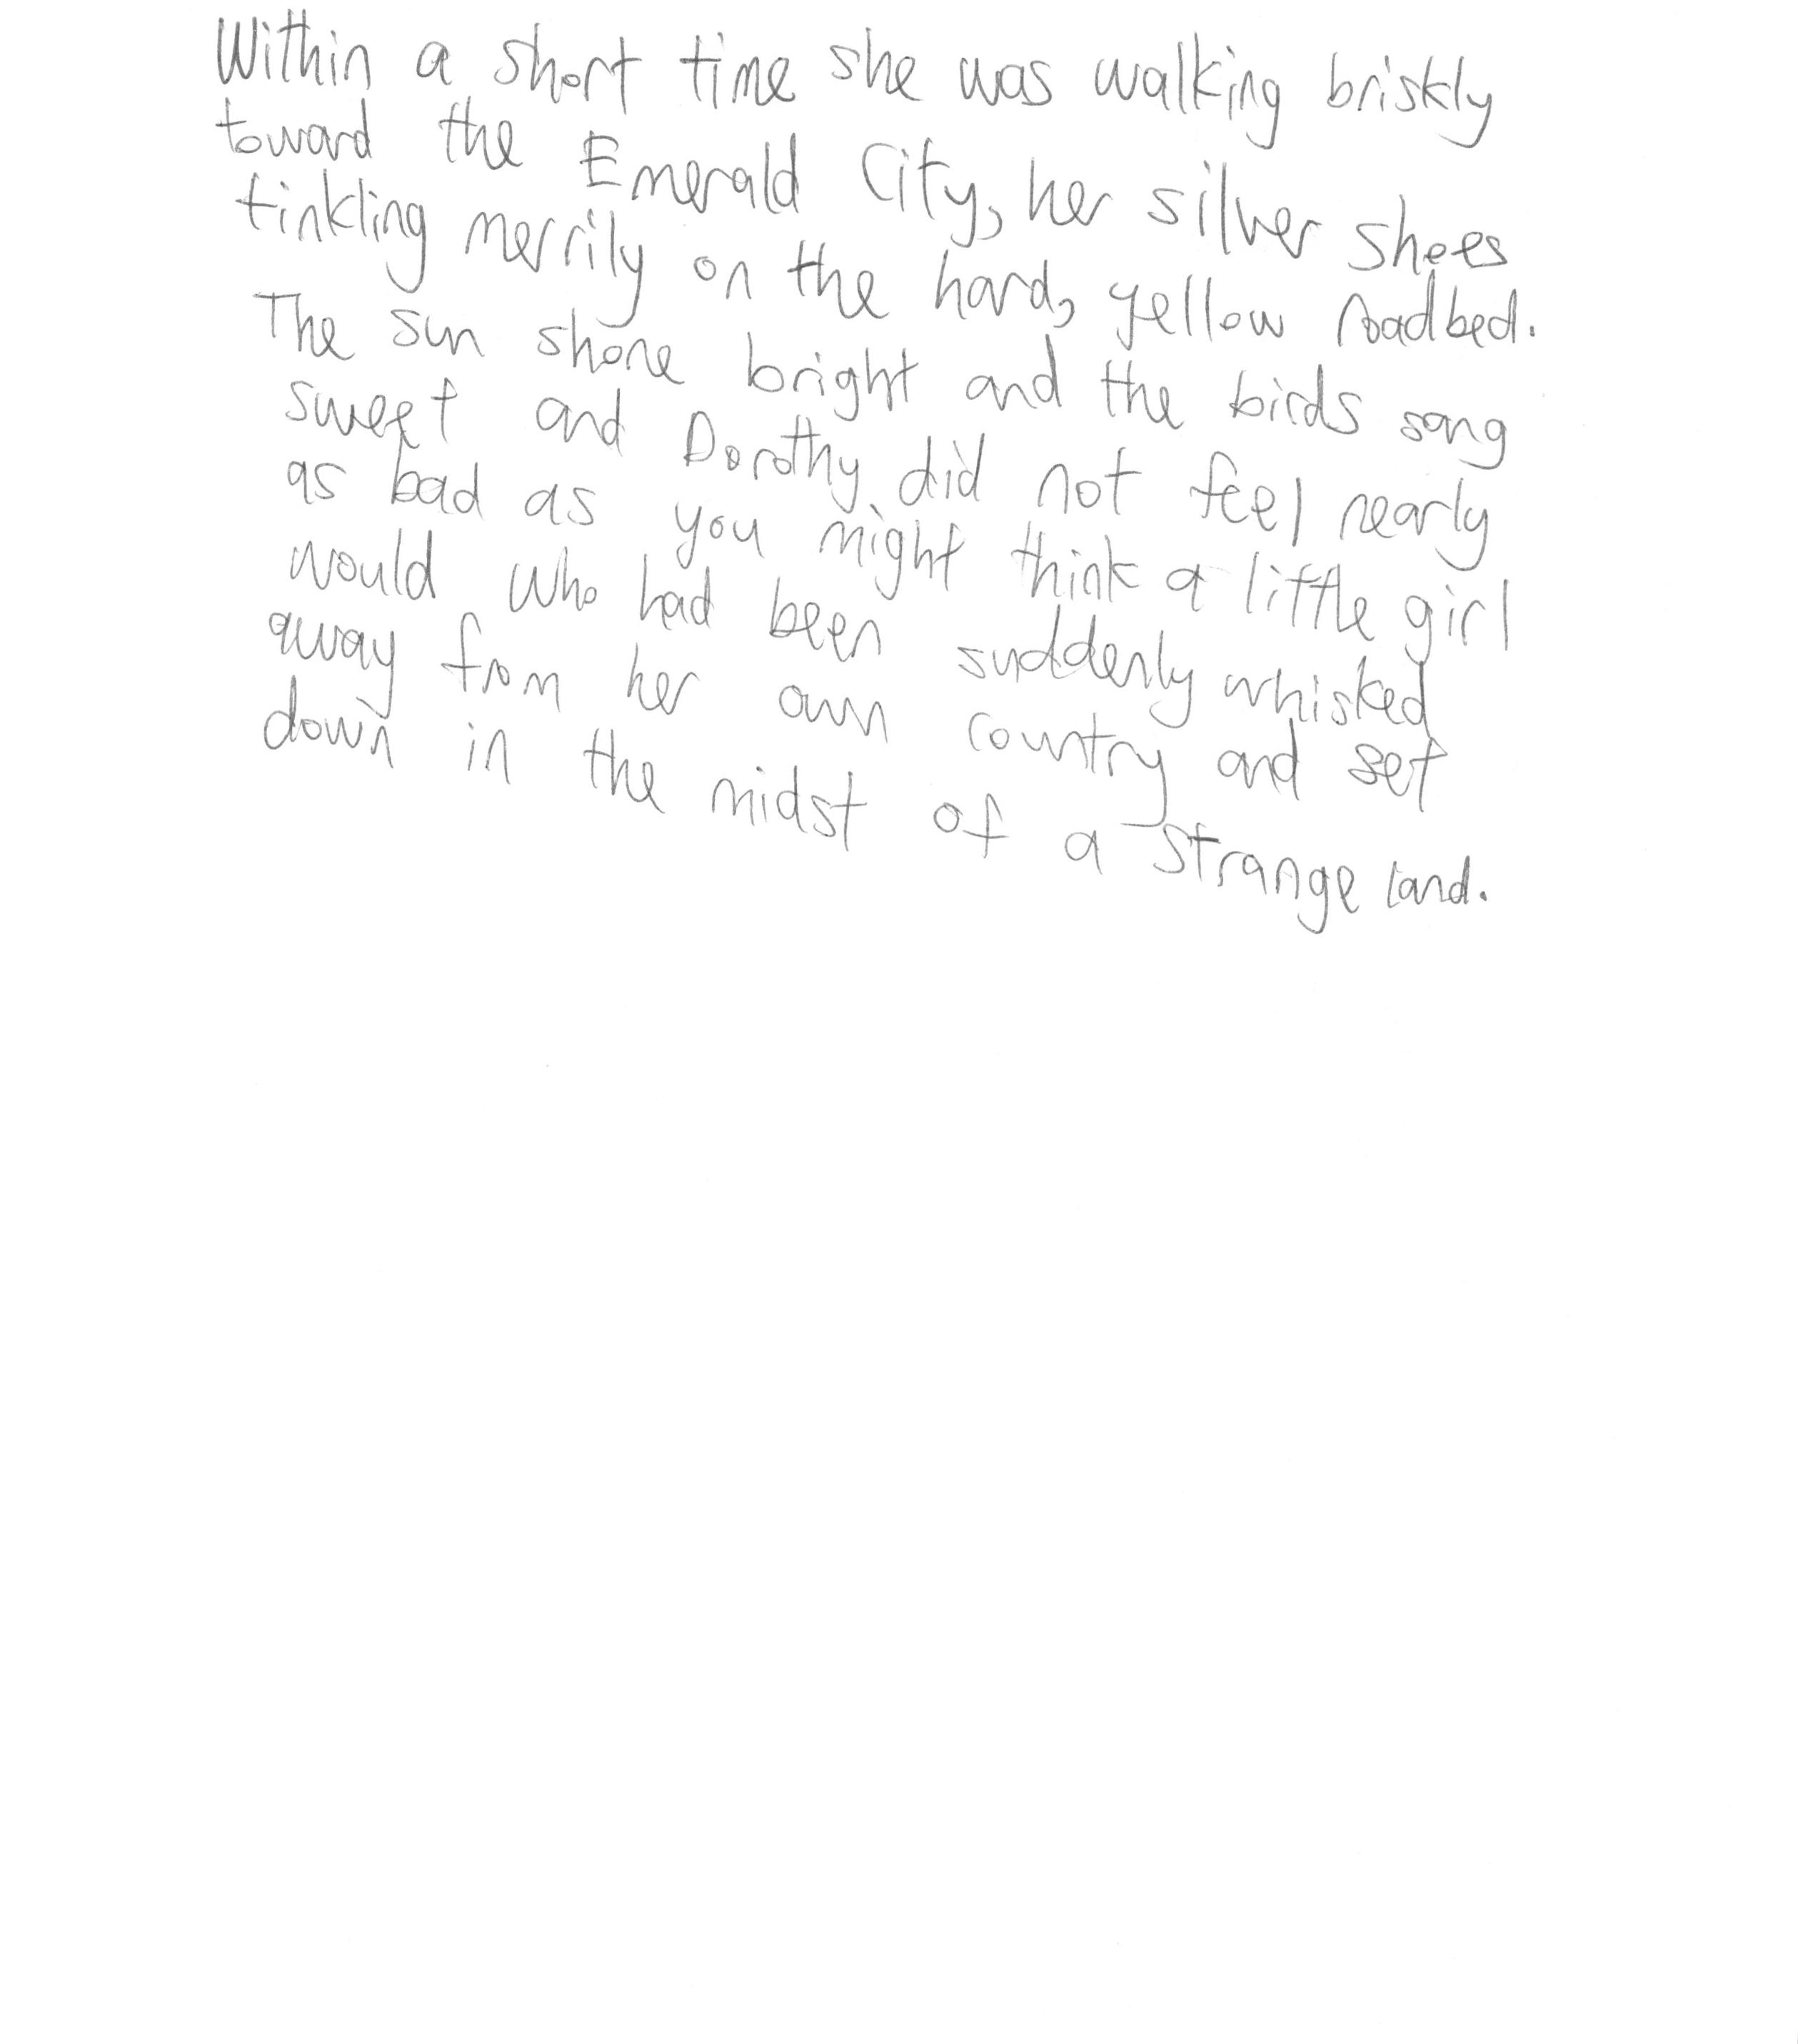 Within a short time she was walking briskly
toward the Emerald City, her silver shoes
tinkling merrily on the hard, yellow roadbed.
The sun shone bright and the birds sang
sweet and Dorothy did not feel nearly
as bad as you might think a little girl
would who had been suddenly whisked
away from her own country and set
down in the midst of a strange land.